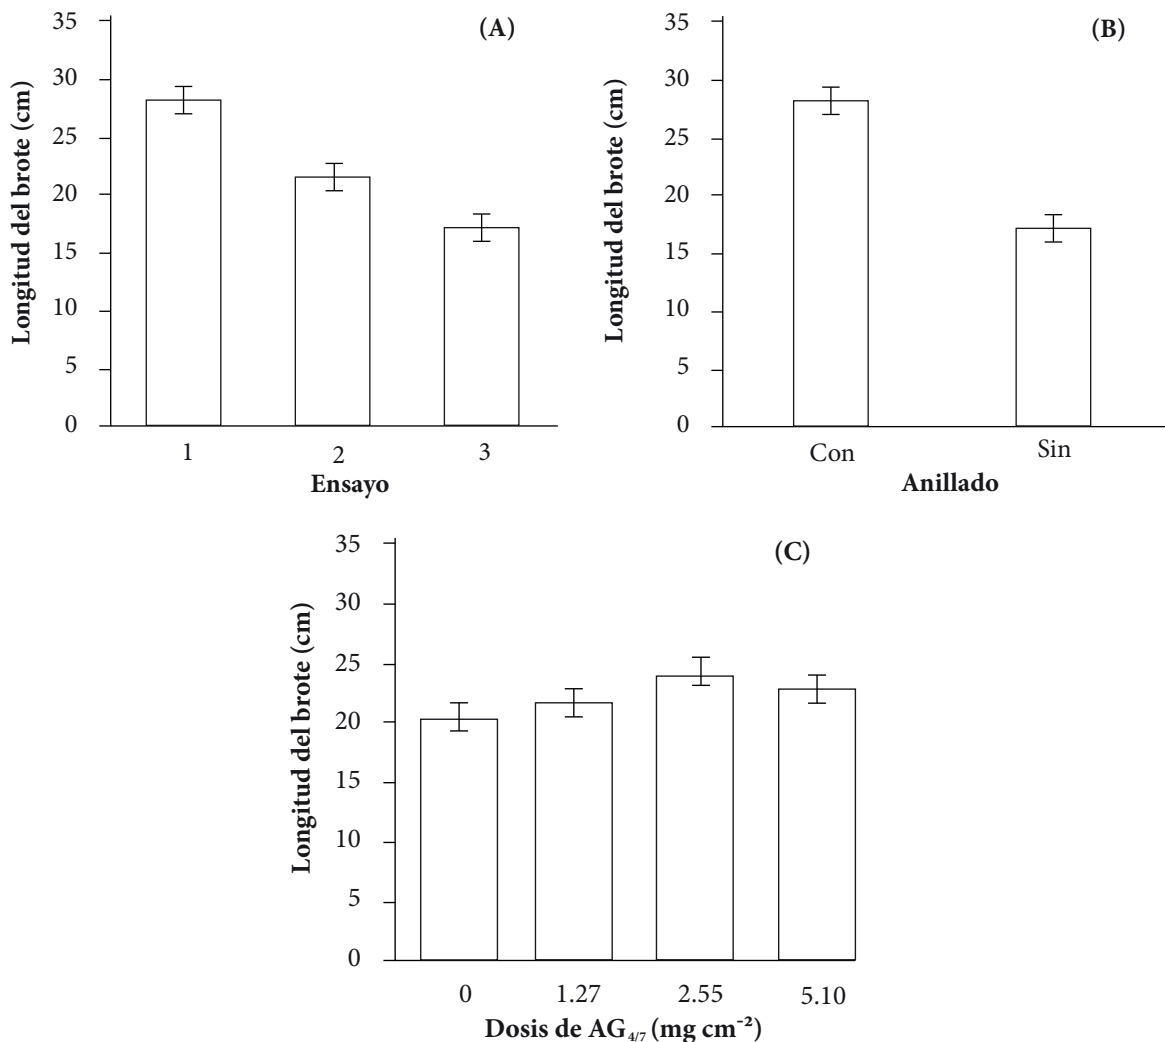 (A)
Longitud del brote (cm)
35
30
25
20
15
10
5
0
1 2 3
Ensayo
(B)
Longitud del brote (cm)
35
30
25
20
15
10
5
0
Con Sin
Anillado
(C)
Longitud del brote (cm)
35
30
25
20
15
10
5
0
0 1.27 2.55 5.10
Dosis de AG₄/₇ (mg cm⁻²)